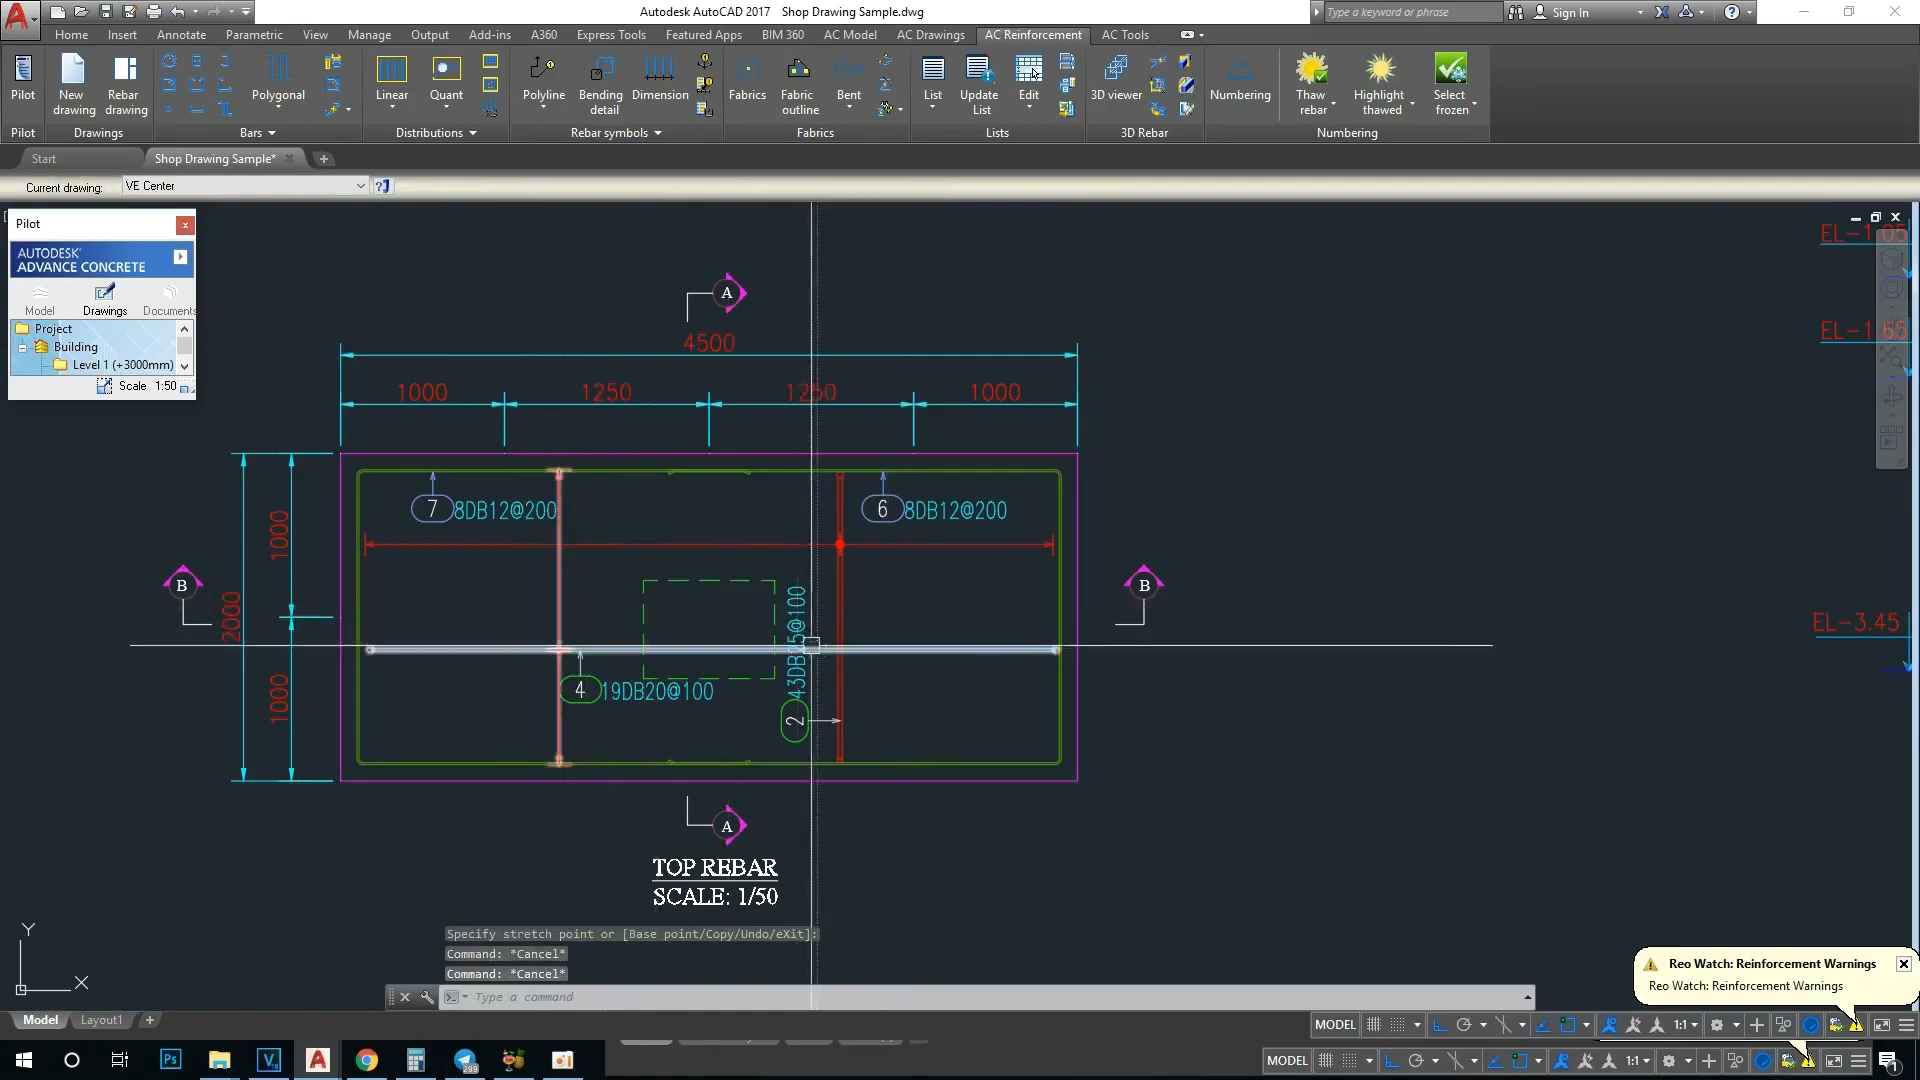 Autodesk AutoCAD 2017 Shop Drawing Sample.dwg
Type a keyword or phrase
Sign In
Home Insert Annotate Parametric View Manage Output Add-ins A360 Express Tools Featured Apps BIM 360 AC Model AC Drawings AC Reinforcement AC Tools
Pilot
New drawing
Rebar drawing
Polygonal
Linear
Quant
Polyline
Bending detail
Dimension
Fabrics
Fabric outline
Bent
List
Update List
Edit
3D viewer
Numbering
Thaw rebar
Highlight thawed
Select frozen
Pilot Drawings Bars Distributions Rebar symbols Fabrics Lists 3D Rebar Numbering
Start
Shop Drawing Sample*
Current drawing: VE Center
Pilot
AUTODESK
ADVANCE CONCRETE
Model Drawings Documents
Project
Building
Level 1 (+3000mm)
Scale 1:50
EL-1.05
EL-1.65
EL-3.45
A
4500
1000 1250 1250 1000
7 8DB12@200
6 8DB12@200
1000
2000
1000
B
B
43DB25@100
2
4 19DB20@100
A
TOP REBAR
SCALE: 1/50
Y
X
Specify stretch point or [Base point/Copy/Undo/eXit]:
Command: *Cancel*
Command: *Cancel*
Type a command
Reo Watch: Reinforcement Warnings
Reo Watch: Reinforcement Warnings
Model Layout1
MODEL 1:1
Ps
299
MODEL 1:1
1